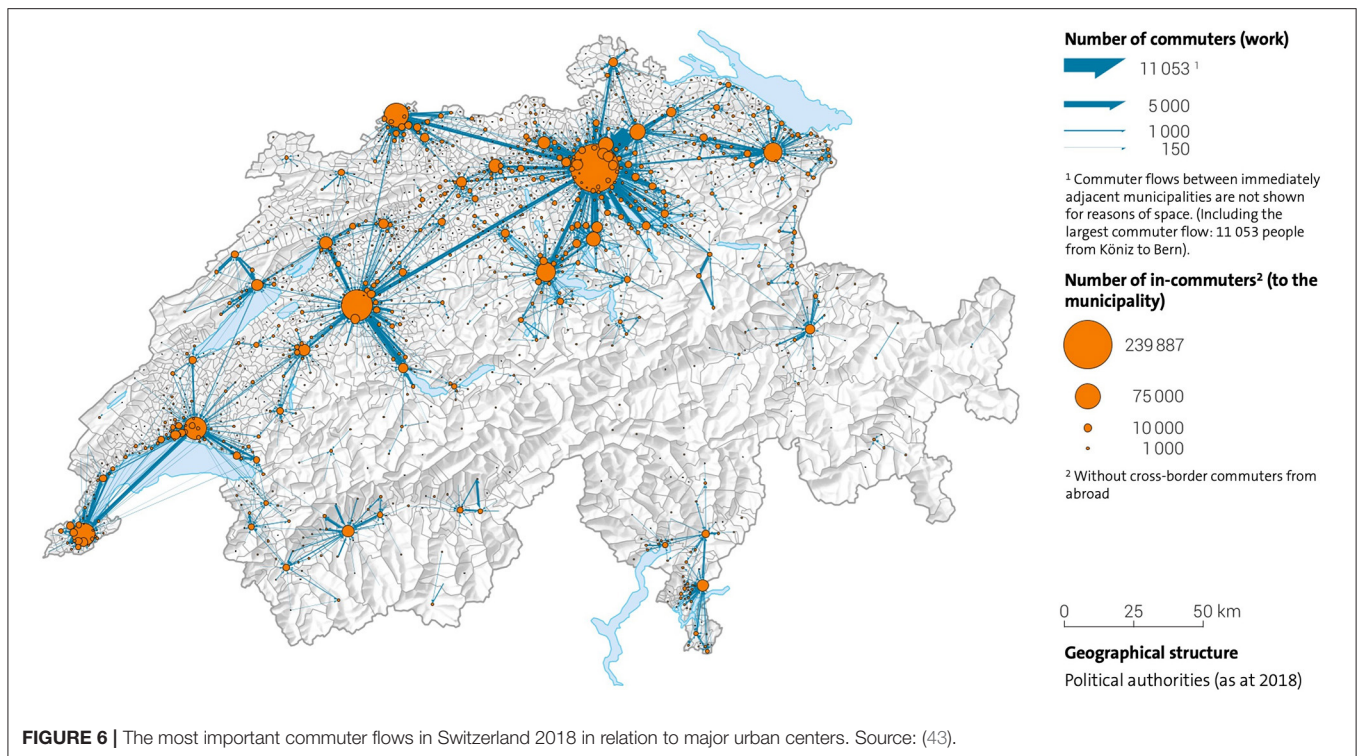 Number of commuters (work)
11 053 ¹
5 000
1 000
150
¹ Commuter flows between immediately
adjacent municipalities are not shown
for reasons of space. (Including the
largest commuter flow: 11 053 people
from Köniz to Bern).
Number of in-commuters² (to the
municipality)
239 887
75 000
10 000
1 000
² Without cross-border commuters from
abroad
0 25 50 km
Geographical structure
Political authorities (as at 2018)
FIGURE 6 | The most important commuter flows in Switzerland 2018 in relation to major urban centers. Source: (43).